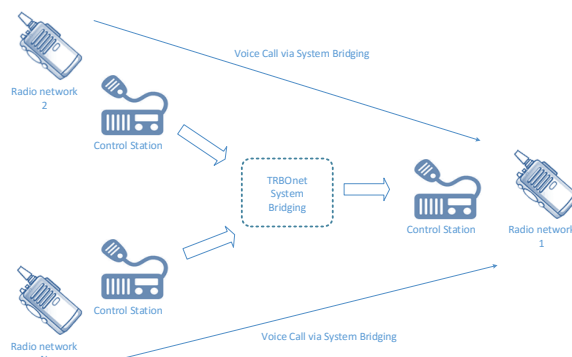 Voice Call via System Bridging
Radio network
2
Control Station
TRBOnet
System
Bridging
Control Station
Radio network
1
Control Station
Voice Call via System Bridging
Radio network